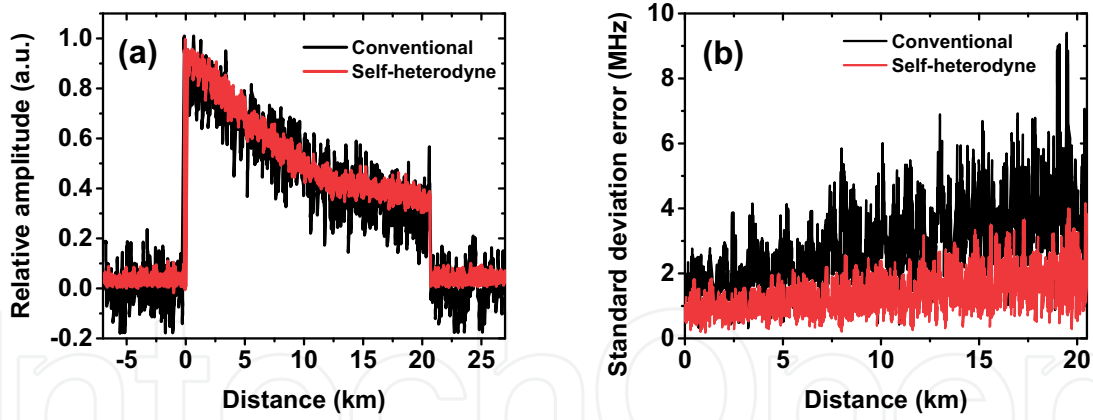 (a)
Conventional
Self-heterodyne
Relative amplitude (a.u.)
1.0
0.8
0.6
0.4
0.2
0.0
-0.2
-5 0 5 10 15 20 25
Distance (km)
(b)
Conventional
Self-heterodyne
Standard deviation error (MHz)
10
8
6
4
2
0
0 5 10 15 20
Distance (km)
IntechOpen